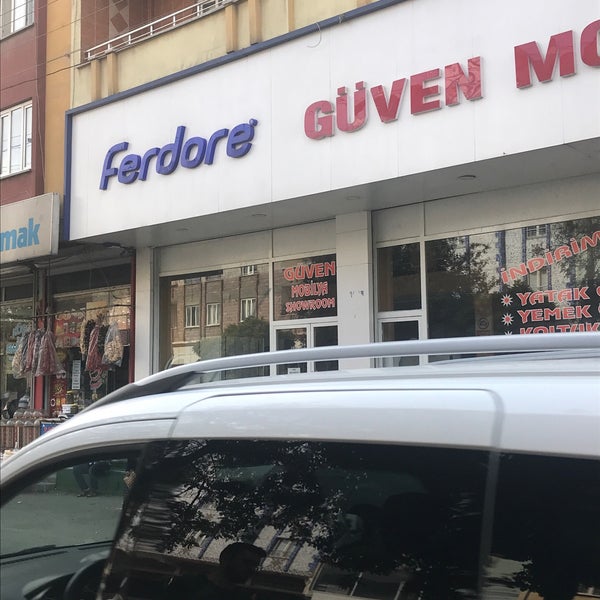 Ferdore
GÜVEN MO
mak
GÜVEN
MOBİLYA
SHOWROOM
İNDİRİM
YATAK
YEMEK
KOLTUK